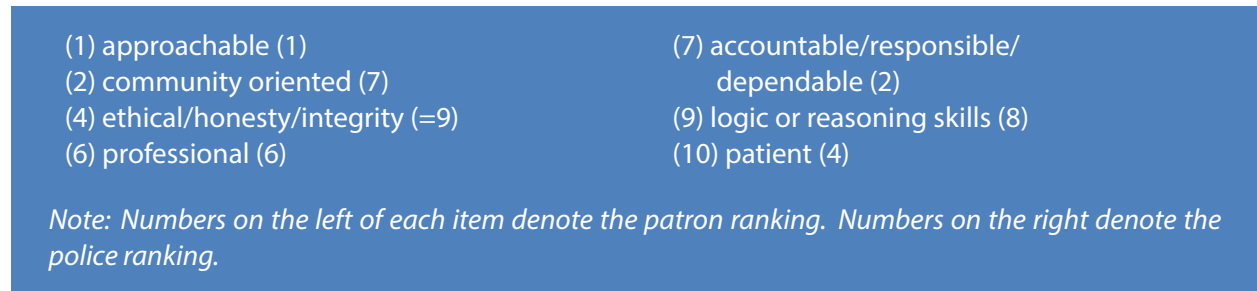 (1) approachable (1)
(2) community oriented (7)
(4) ethical/honesty/integrity (=9)
(6) professional (6)
(7) accountable/responsible/
dependable (2)
(9) logic or reasoning skills (8)
(10) patient (4)
Note: Numbers on the left of each item denote the patron ranking. Numbers on the right denote the
police ranking.